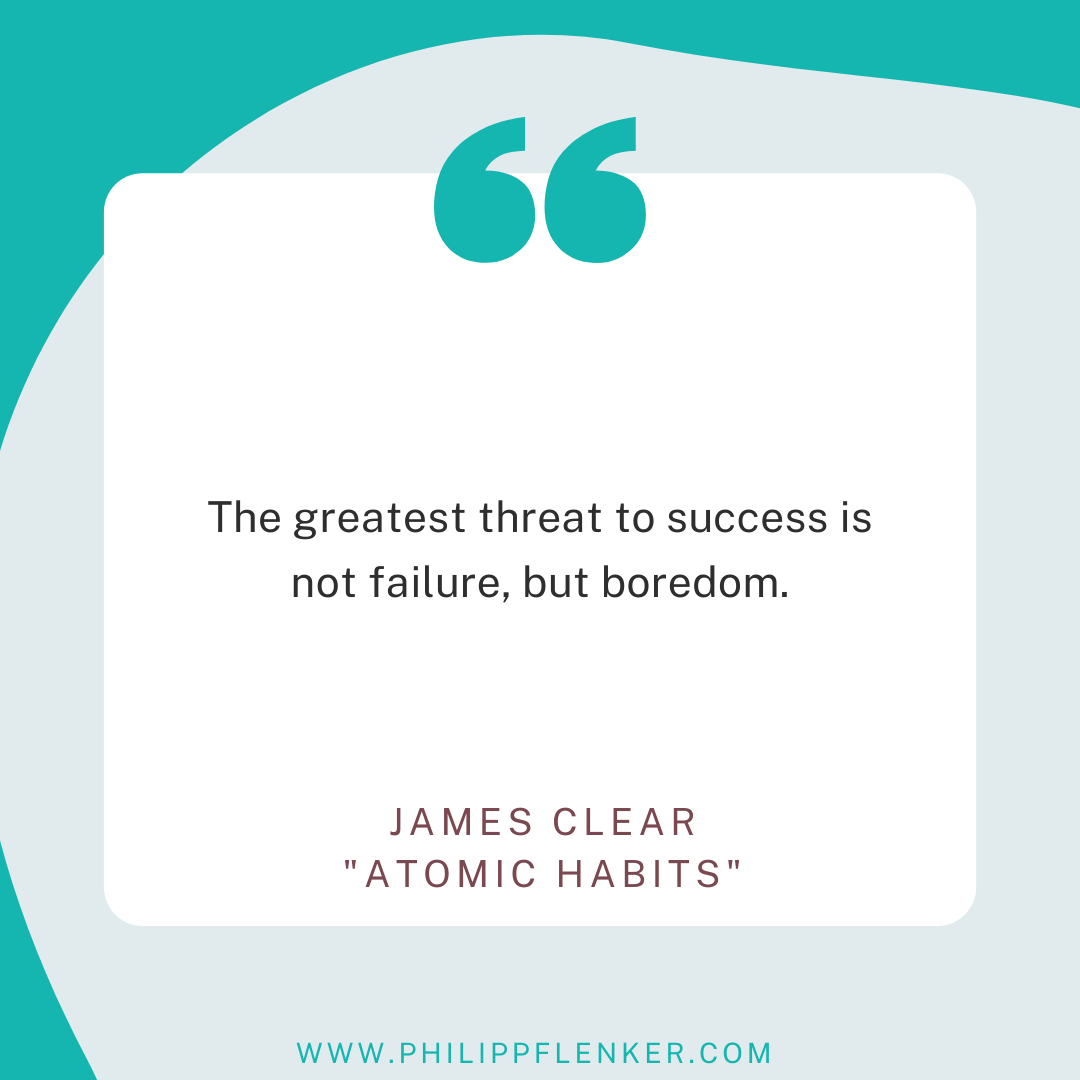 The greatest threat to success is
not failure, but boredom.
JAMES CLEAR
"ATOMIC HABITS"
WWW.PHILIPPFLENKER.COM